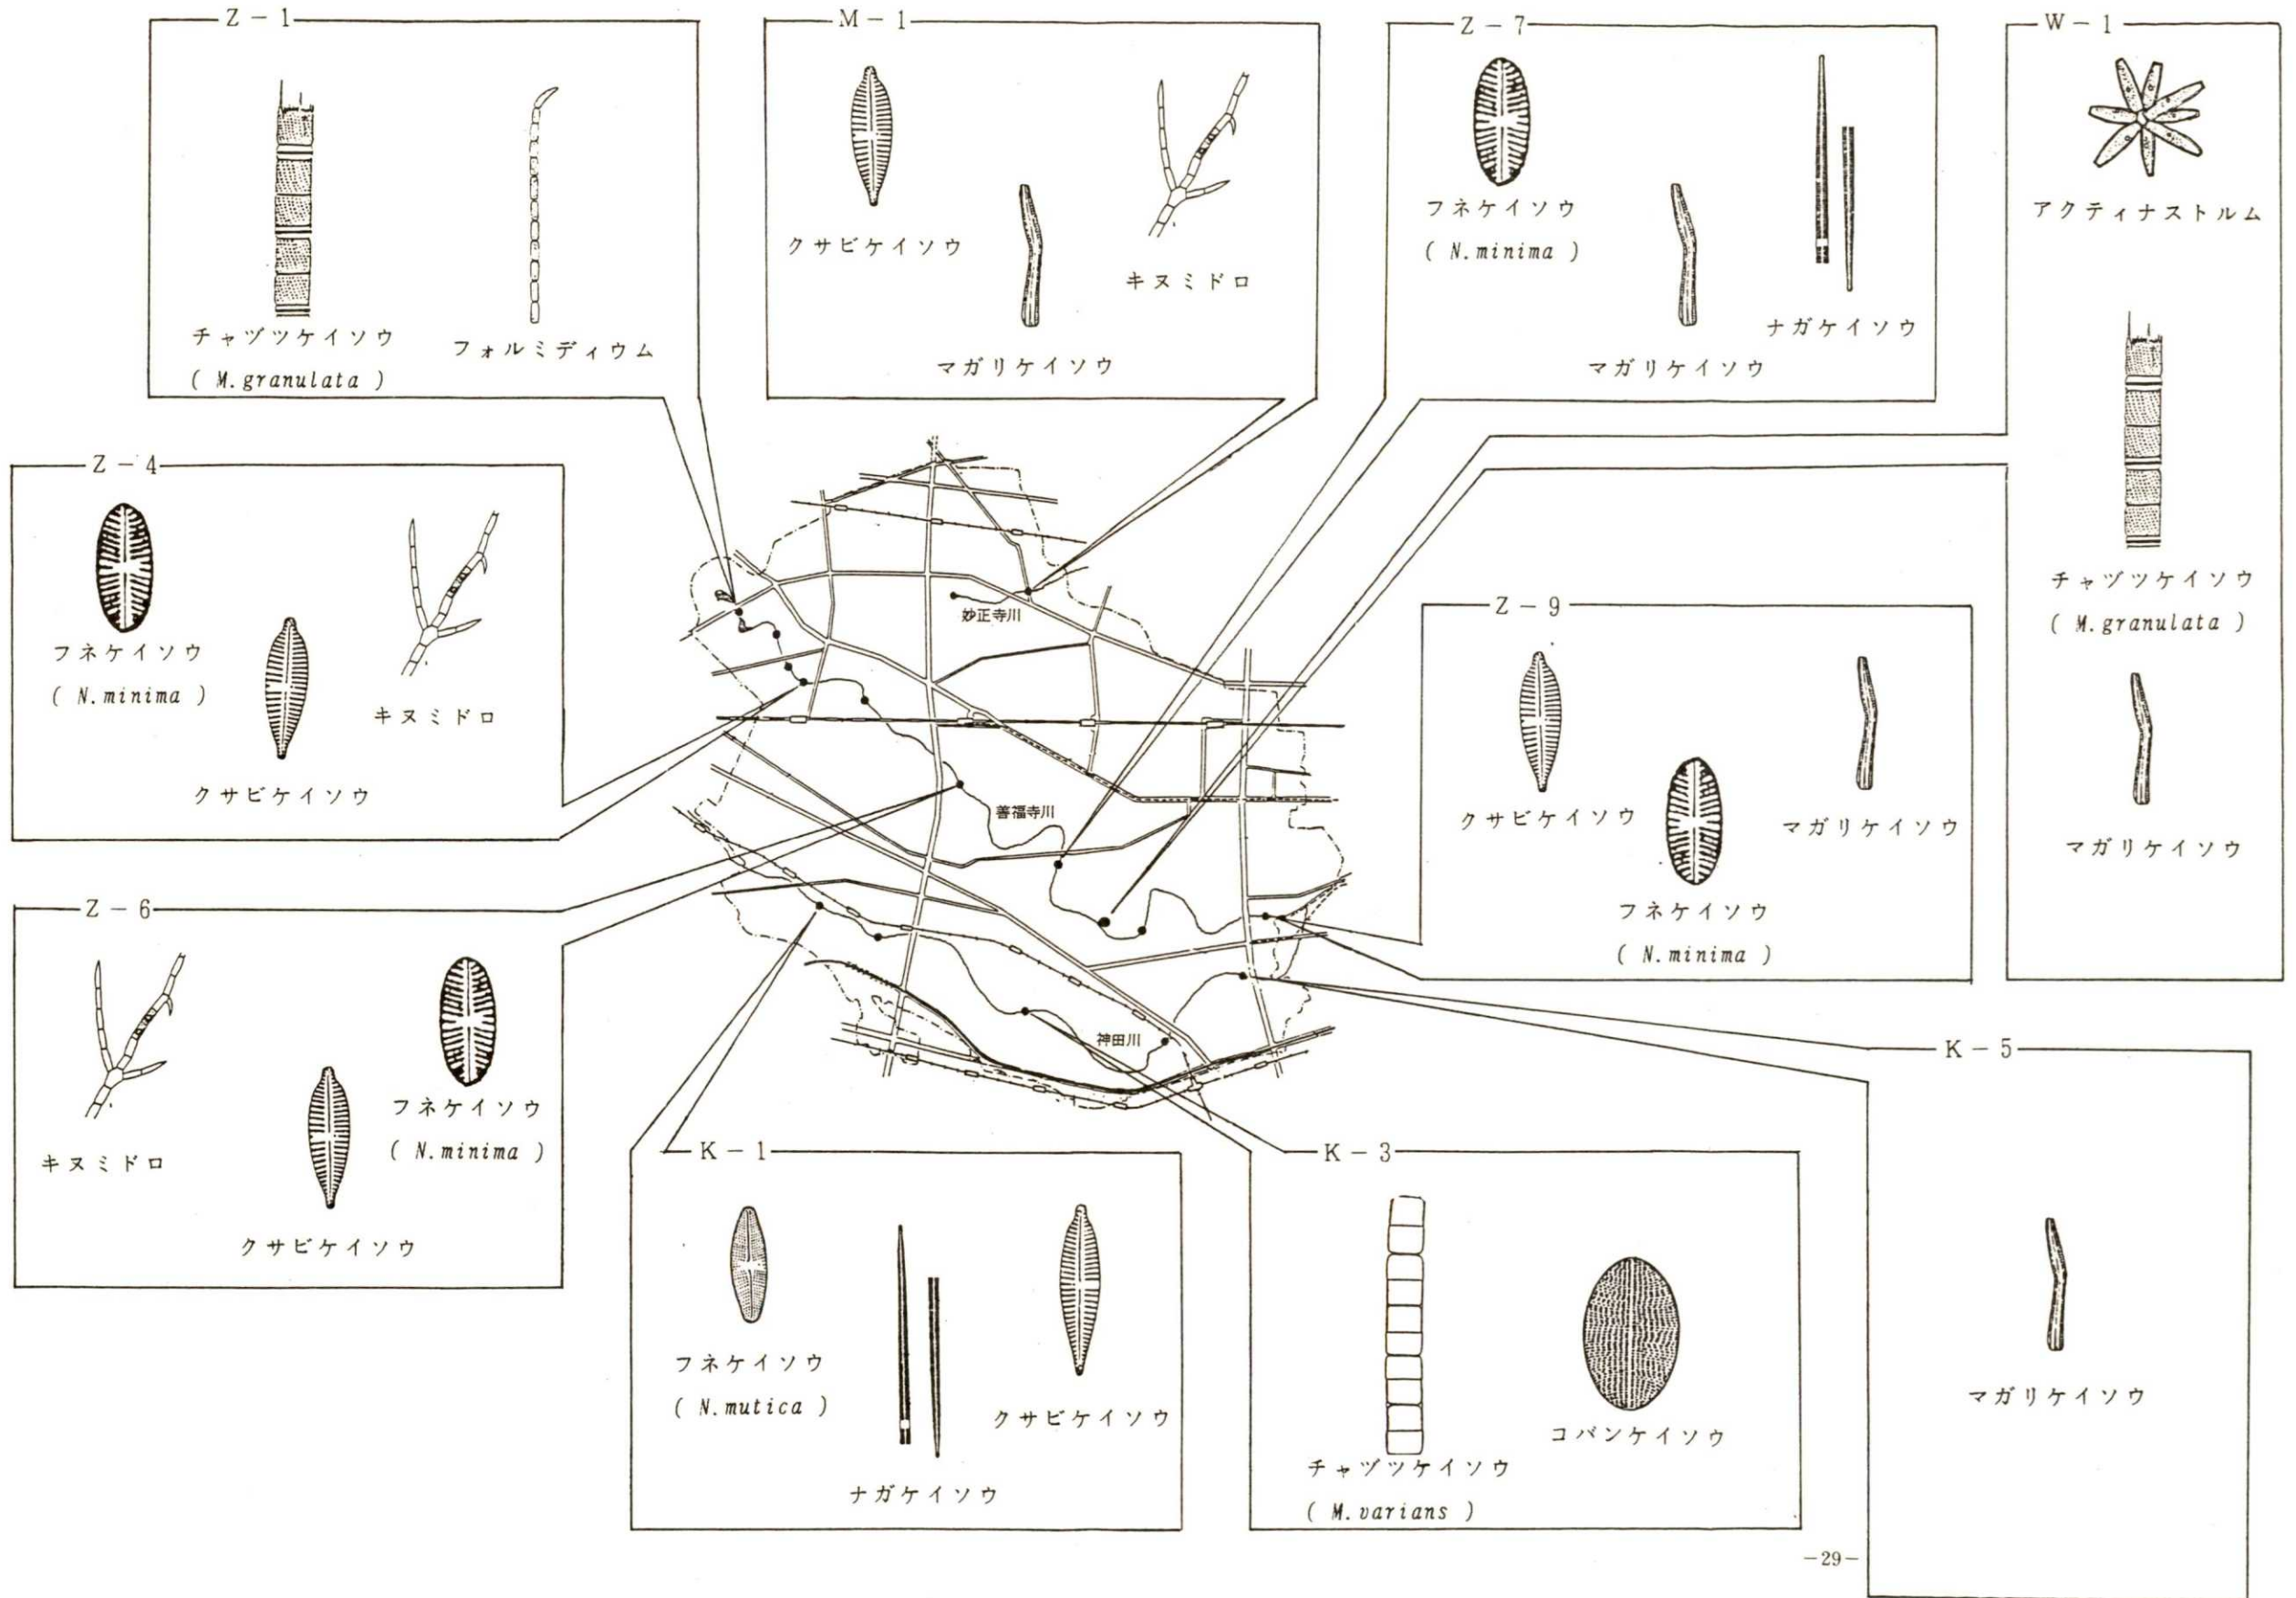 Z-1
チャヅツケイソウ
( M.granulata )
フォルミディウム
M-1
クサビケイソウ
マガリケイソウ
キヌミドロ
Z-7
フネケイソウ
( N.minima )
マガリケイソウ
ナガケイソウ
W-1
アクティナストルム
チャヅツケイソウ
( M.granulata )
マガリケイソウ
Z-4
フネケイソウ
( N.minima )
クサビケイソウ
キヌミドロ
妙正寺川
善福寺川
神田川
Z-9
クサビケイソウ
フネケイソウ
( N.minima )
マガリケイソウ
Z-6
キヌミドロ
クサビケイソウ
フネケイソウ
( N.minima )
K-1
フネケイソウ
( N.mutica )
ナガケイソウ
クサビケイソウ
K-3
チャヅツケイソウ
( M.varians )
コバンケイソウ
K-5
マガリケイソウ
-29-